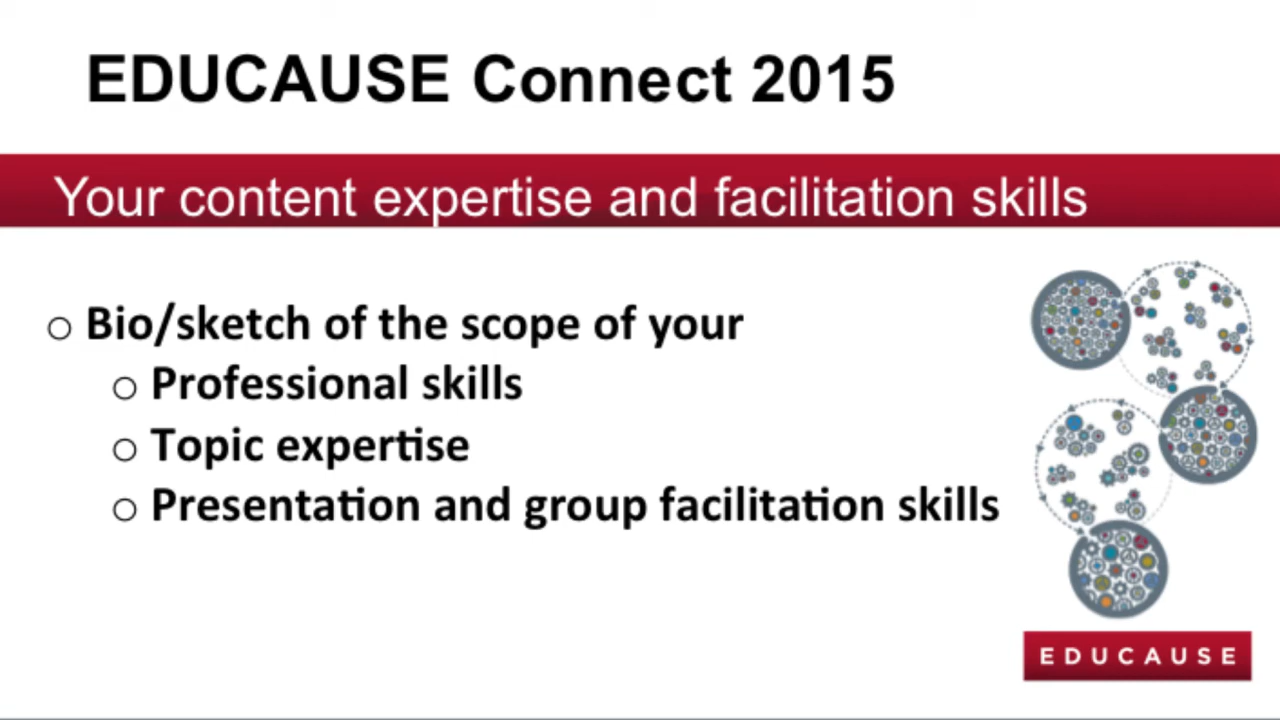 EDUCAUSE Connect 2015
Your content expertise and facilitation skills
o Bio/sketch of the scope of your
o Professional skills
o Topic expertise
o Presentation and group facilitation skills
EDUCAUSE